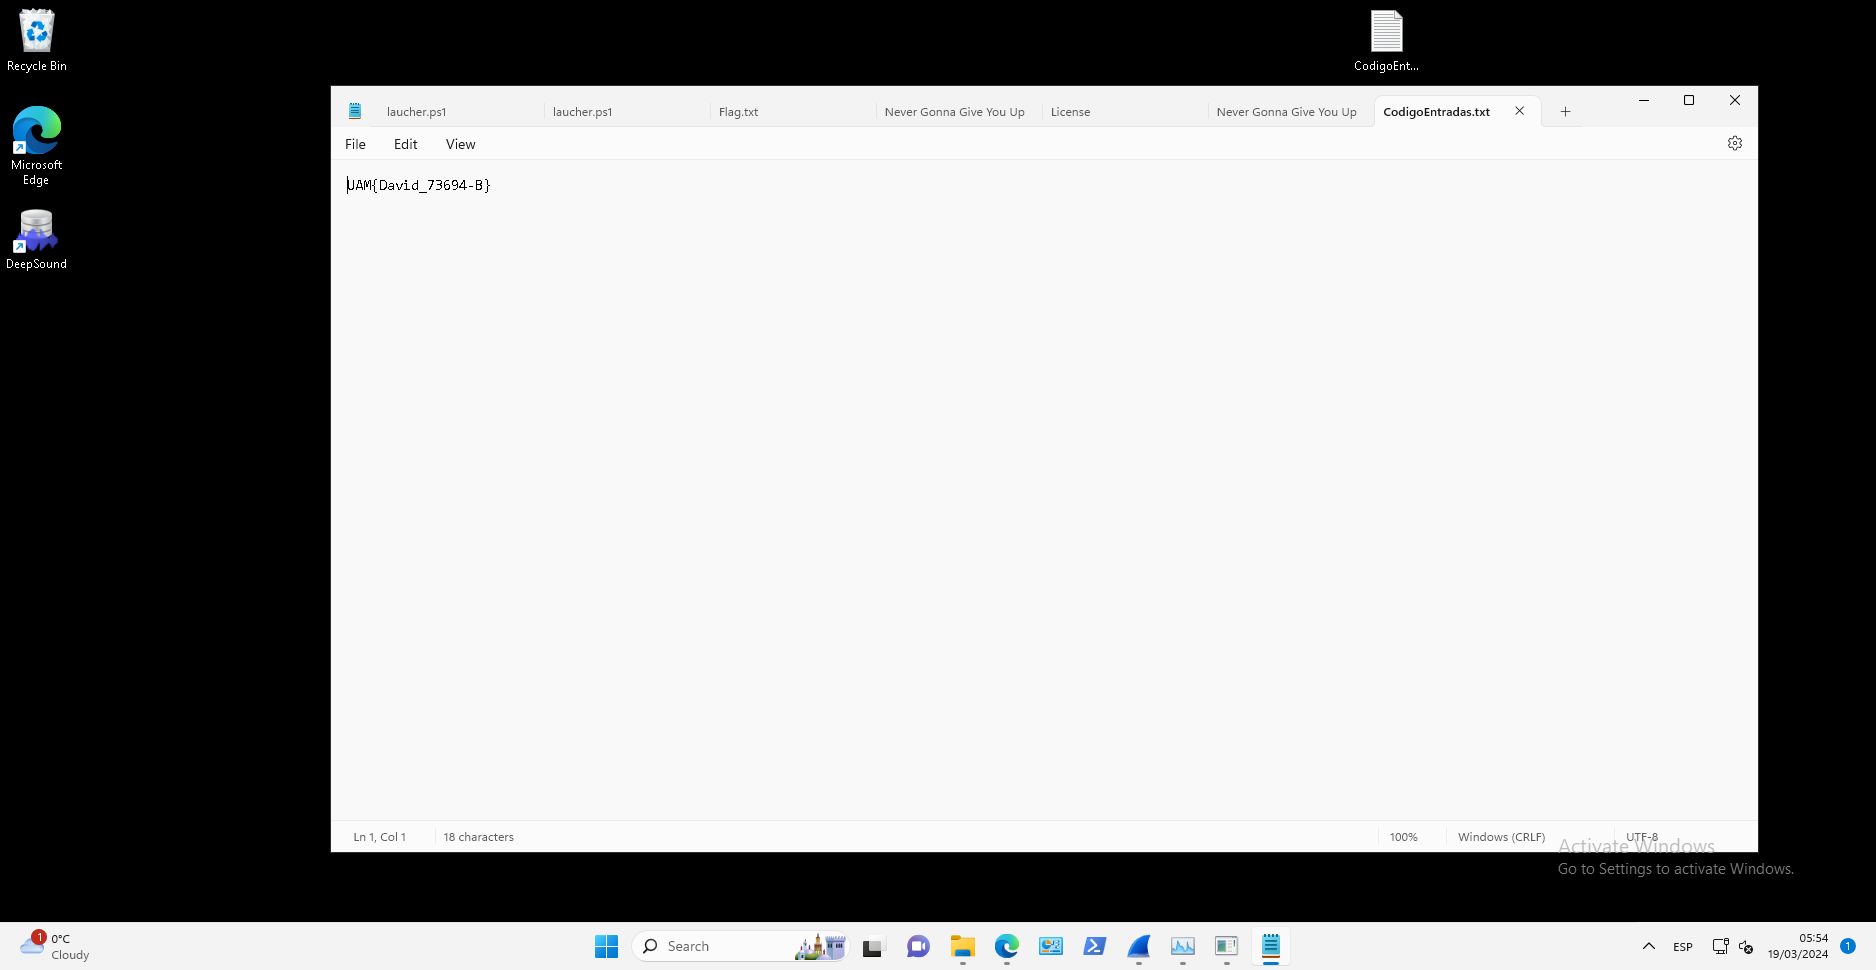 Recycle Bin
CodigoEnt...
laucher.ps1
laucher.ps1
Flag.txt
Never Gonna Give You Up
License
Never Gonna Give You Up
CodigoEntradas.txt
File
Edit
View
Microsoft
Edge
UAM{David_73694-B}
DeepSound
Ln 1, Col 1
18 characters
100%
Windows (CRLF)
UTF-8
Activate Windows
Go to Settings to activate Windows.
1
0°C
Cloudy
Search
ESP
05:54
19/03/2024
1